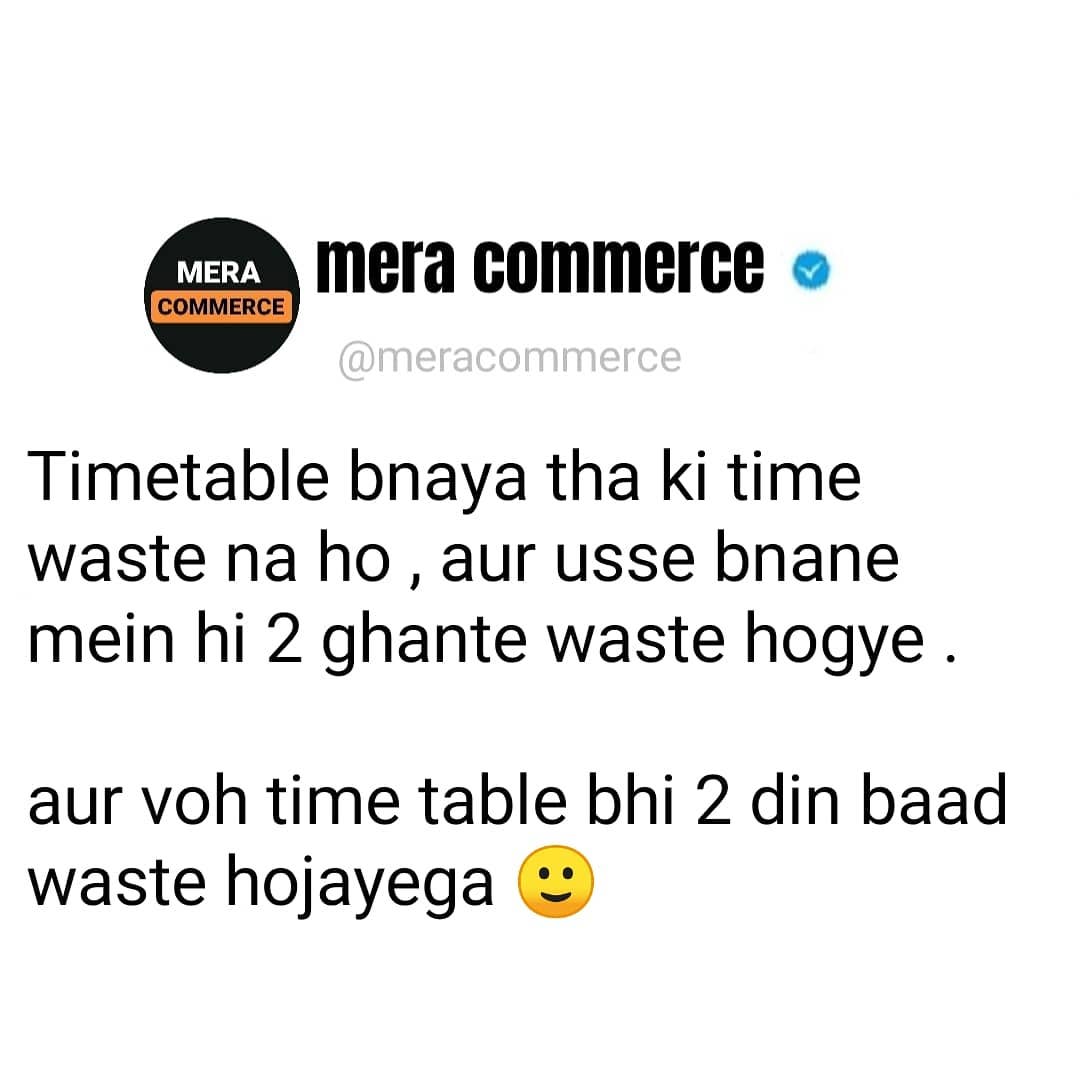 MERA
COMMERCE
mera commerce
@meracommerce
Timetable bnaya tha ki time
waste na ho , aur usse bnane
mein hi 2 ghante waste hogye .
aur voh time table bhi 2 din baad
waste hojayega 🙂